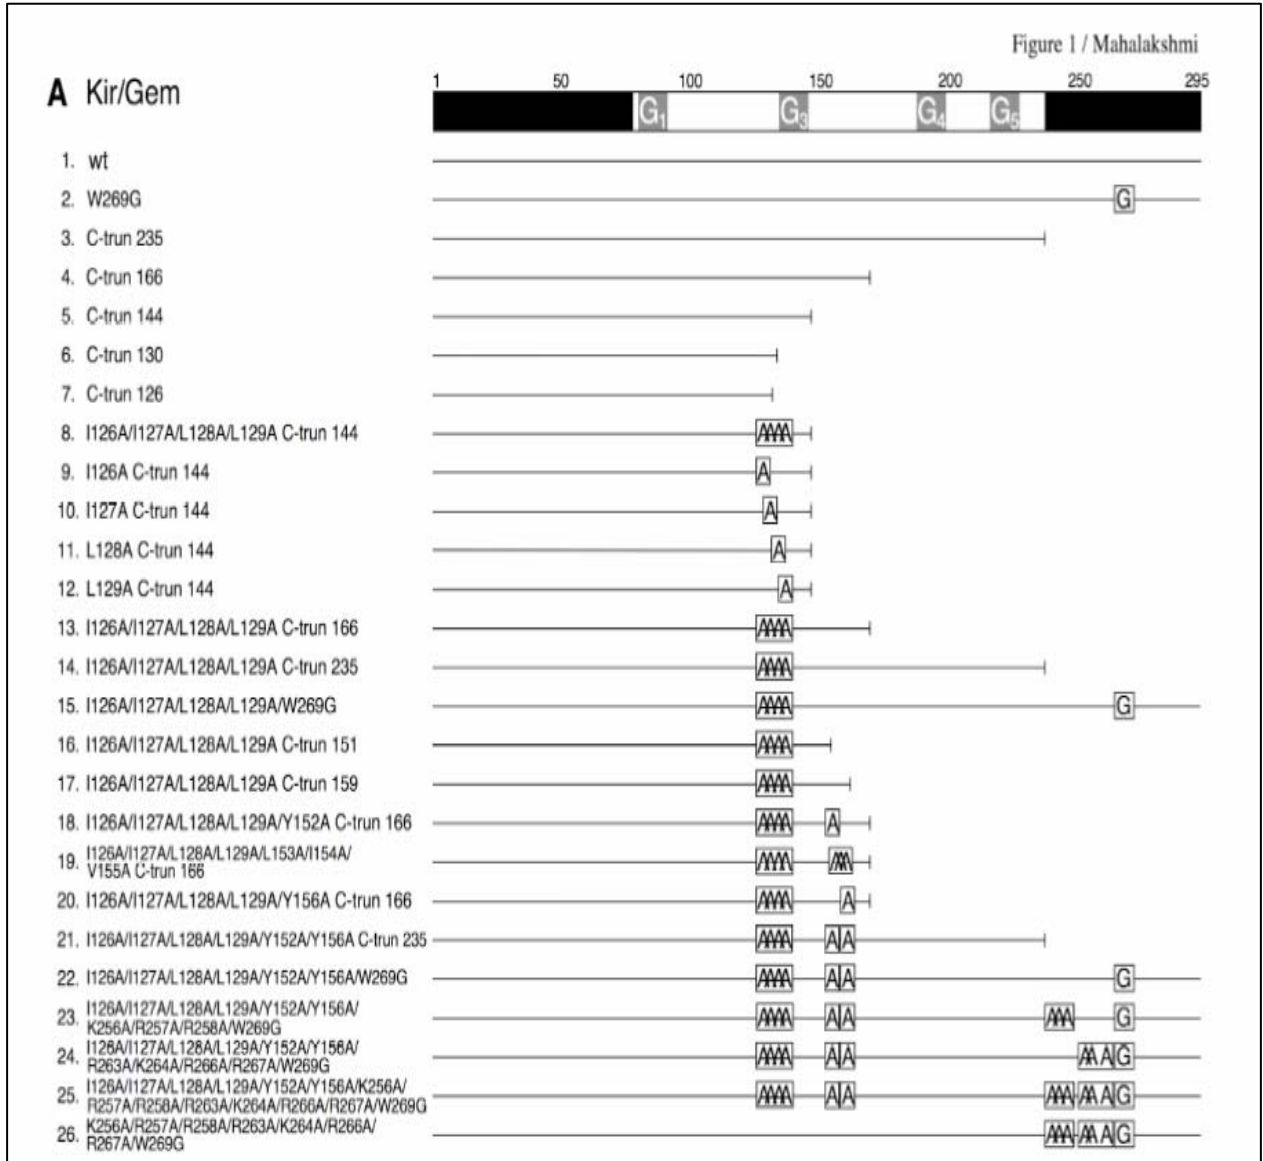 Figure 1 / Mahalakshmi
A Kir/Gem
1 50 100 150 200 250 295
G1 G3 G4 G5
1. wt
2. W269G G
3. C-trun 235
4. C-trun 166
5. C-trun 144
6. C-trun 130
7. C-trun 126
8. I126A/I127A/L128A/L129A C-trun 144 AAAA
9. I126A C-trun 144 A
10. I127A C-trun 144 A
11. L128A C-trun 144 A
12. L129A C-trun 144 A
13. I126A/I127A/L128A/L129A C-trun 166 AAAA
14. I126A/I127A/L128A/L129A C-trun 235 AAAA
15. I126A/I127A/L128A/L129A/W269G AAAA G
16. I126A/I127A/L128A/L129A C-trun 151 AAAA
17. I126A/I127A/L128A/L129A C-trun 159 AAAA
18. I126A/I127A/L128A/L129A/Y152A C-trun 166 AAAA A
19. I126A/I127A/L128A/L129A/L153A/I154A/
V155A C-trun 166 AAAA AAA
20. I126A/I127A/L128A/L129A/Y156A C-trun 166 AAAA A
21. I126A/I127A/L128A/L129A/Y152A/Y156A C-trun 235 AAAA A A
22. I126A/I127A/L128A/L129A/Y152A/Y156A/W269G AAAA A A G
23. I126A/I127A/L128A/L129A/Y152A/Y156A/
K256A/R257A/R258A/W269G AAAA A A AAA G
24. I126A/I127A/L128A/L129A/Y152A/Y156A/
R263A/K264A/R266A/R267A/W269G AAAA A A AA A G
25. I126A/I127A/L128A/L129A/Y152A/Y156A/K256A/
R257A/R258A/R263A/K264A/R266A/R267A/W269G AAAA A A AAA AA A G
26. K256A/R257A/R258A/R263A/K264A/R266A/
R267A/W269G AAA AA A G